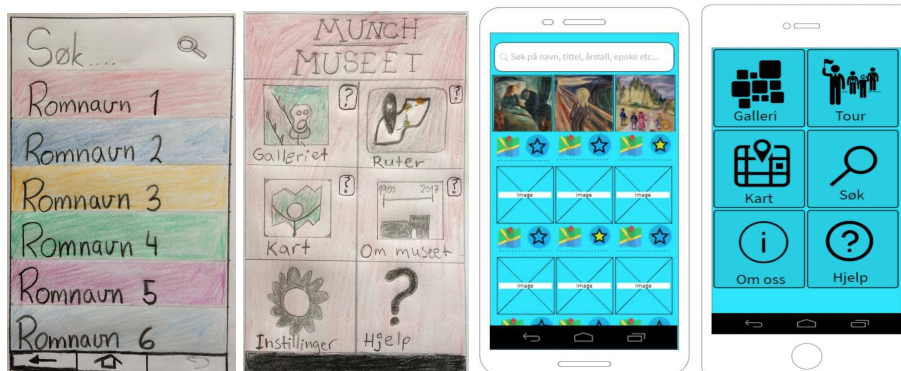 Søk....
Romnavn 1
Romnavn 2
Romnavn 3
Romnavn 4
Romnavn 5
Romnavn 6
MUNCH
MUSEET
?
?
Galleriet
Ruter
?
1900 2017
?
Kart
Om museet
Instillinger
Hjelp
Søk på navn, tittel, årstall, epoke etc...
Image Image Image
Image Image Image
Galleri
Tour
Kart
Søk
i
?
Om oss
Hjelp